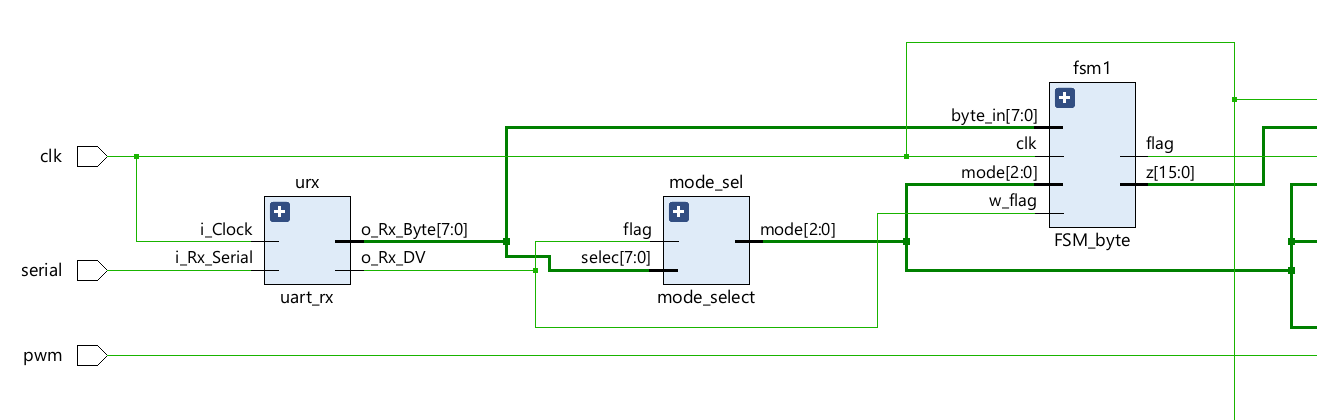 fsm1
byte_in[7:0]
clk
clk
flag
urx
mode_sel
mode[2:0]
z[15:0]
w_flag
i_Clock
o_Rx_Byte[7:0]
flag
mode[2:0]
FSM_byte
serial
i_Rx_Serial
o_Rx_DV
selec[7:0]
uart_rx
mode_select
pwm